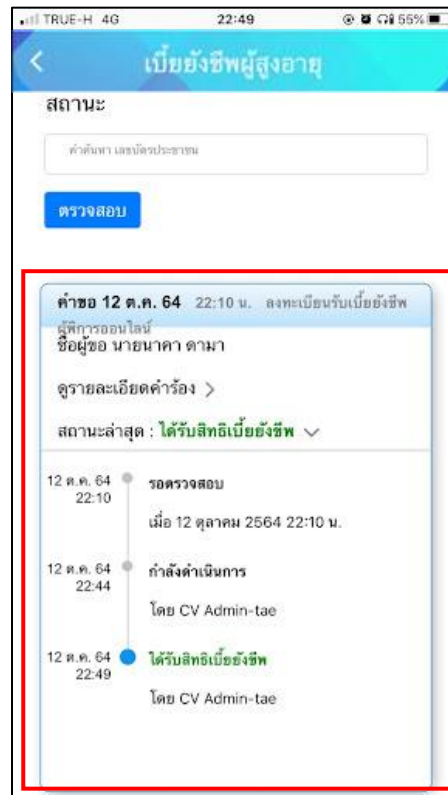 TRUE-H 4G 22:49 55%
เบี้ยยังชีพผู้สูงอายุ
สถานะ
คำค้นหา เลขบัตรประชาชน
ตรวจสอบ
คำขอ 12 ต.ค. 64 22:10 น. ลงทะเบียนรับเบี้ยยังชีพ
ผู้พิการออนไลน์
ชื่อผู้ขอ นายนาคา ดามา
ดูรายละเอียดคำร้อง >
สถานะล่าสุด : ได้รับสิทธิเบี้ยยังชีพ
12 ต.ค. 64 รอตรวจสอบ
22:10
เมื่อ 12 ตุลาคม 2564 22:10 น.
12 ต.ค. 64 กำลังดำเนินการ
22:44
โดย CV Admin-tae
12 ต.ค. 64 ได้รับสิทธิเบี้ยยังชีพ
22:49
โดย CV Admin-tae